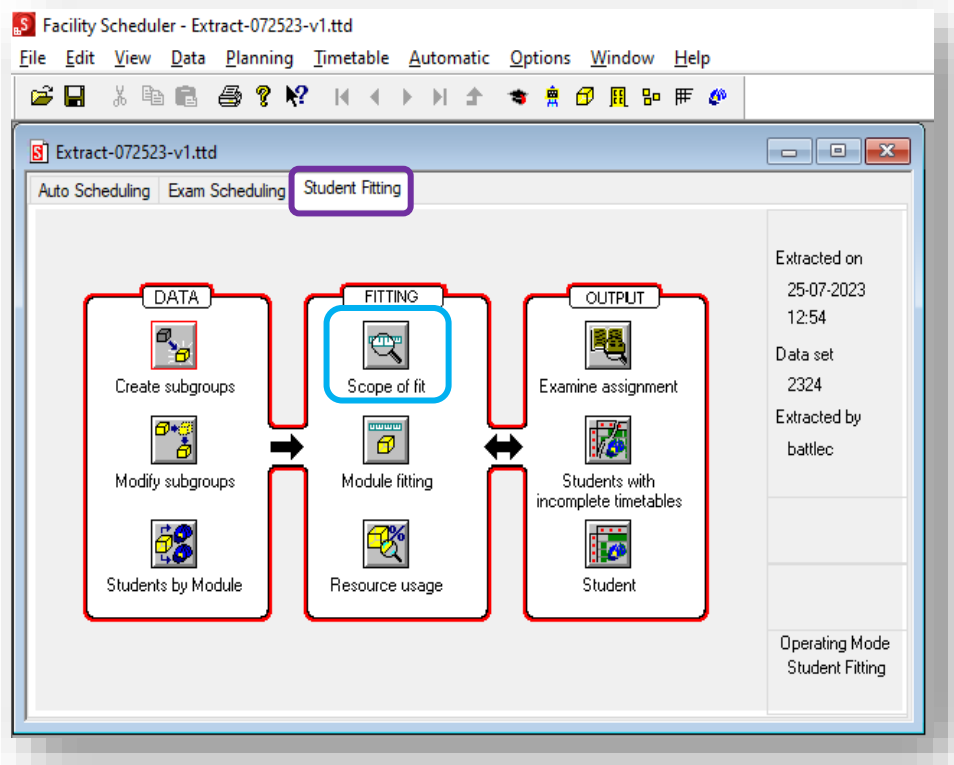 Facility Scheduler - Extract-072523-v1.ttd
File Edit View Data Planning Timetable Automatic Options Window Help
Extract-072523-v1.ttd
Auto Scheduling Exam Scheduling Student Fitting
DATA
Create subgroups
Modify subgroups
Students by Module
FITTING
Scope of fit
Module fitting
Resource usage
OUTPUT
Examine assignment
Students with
incomplete timetables
Student
Extracted on
25-07-2023
12:54
Data set
2324
Extracted by
battlec
Operating Mode
Student Fitting